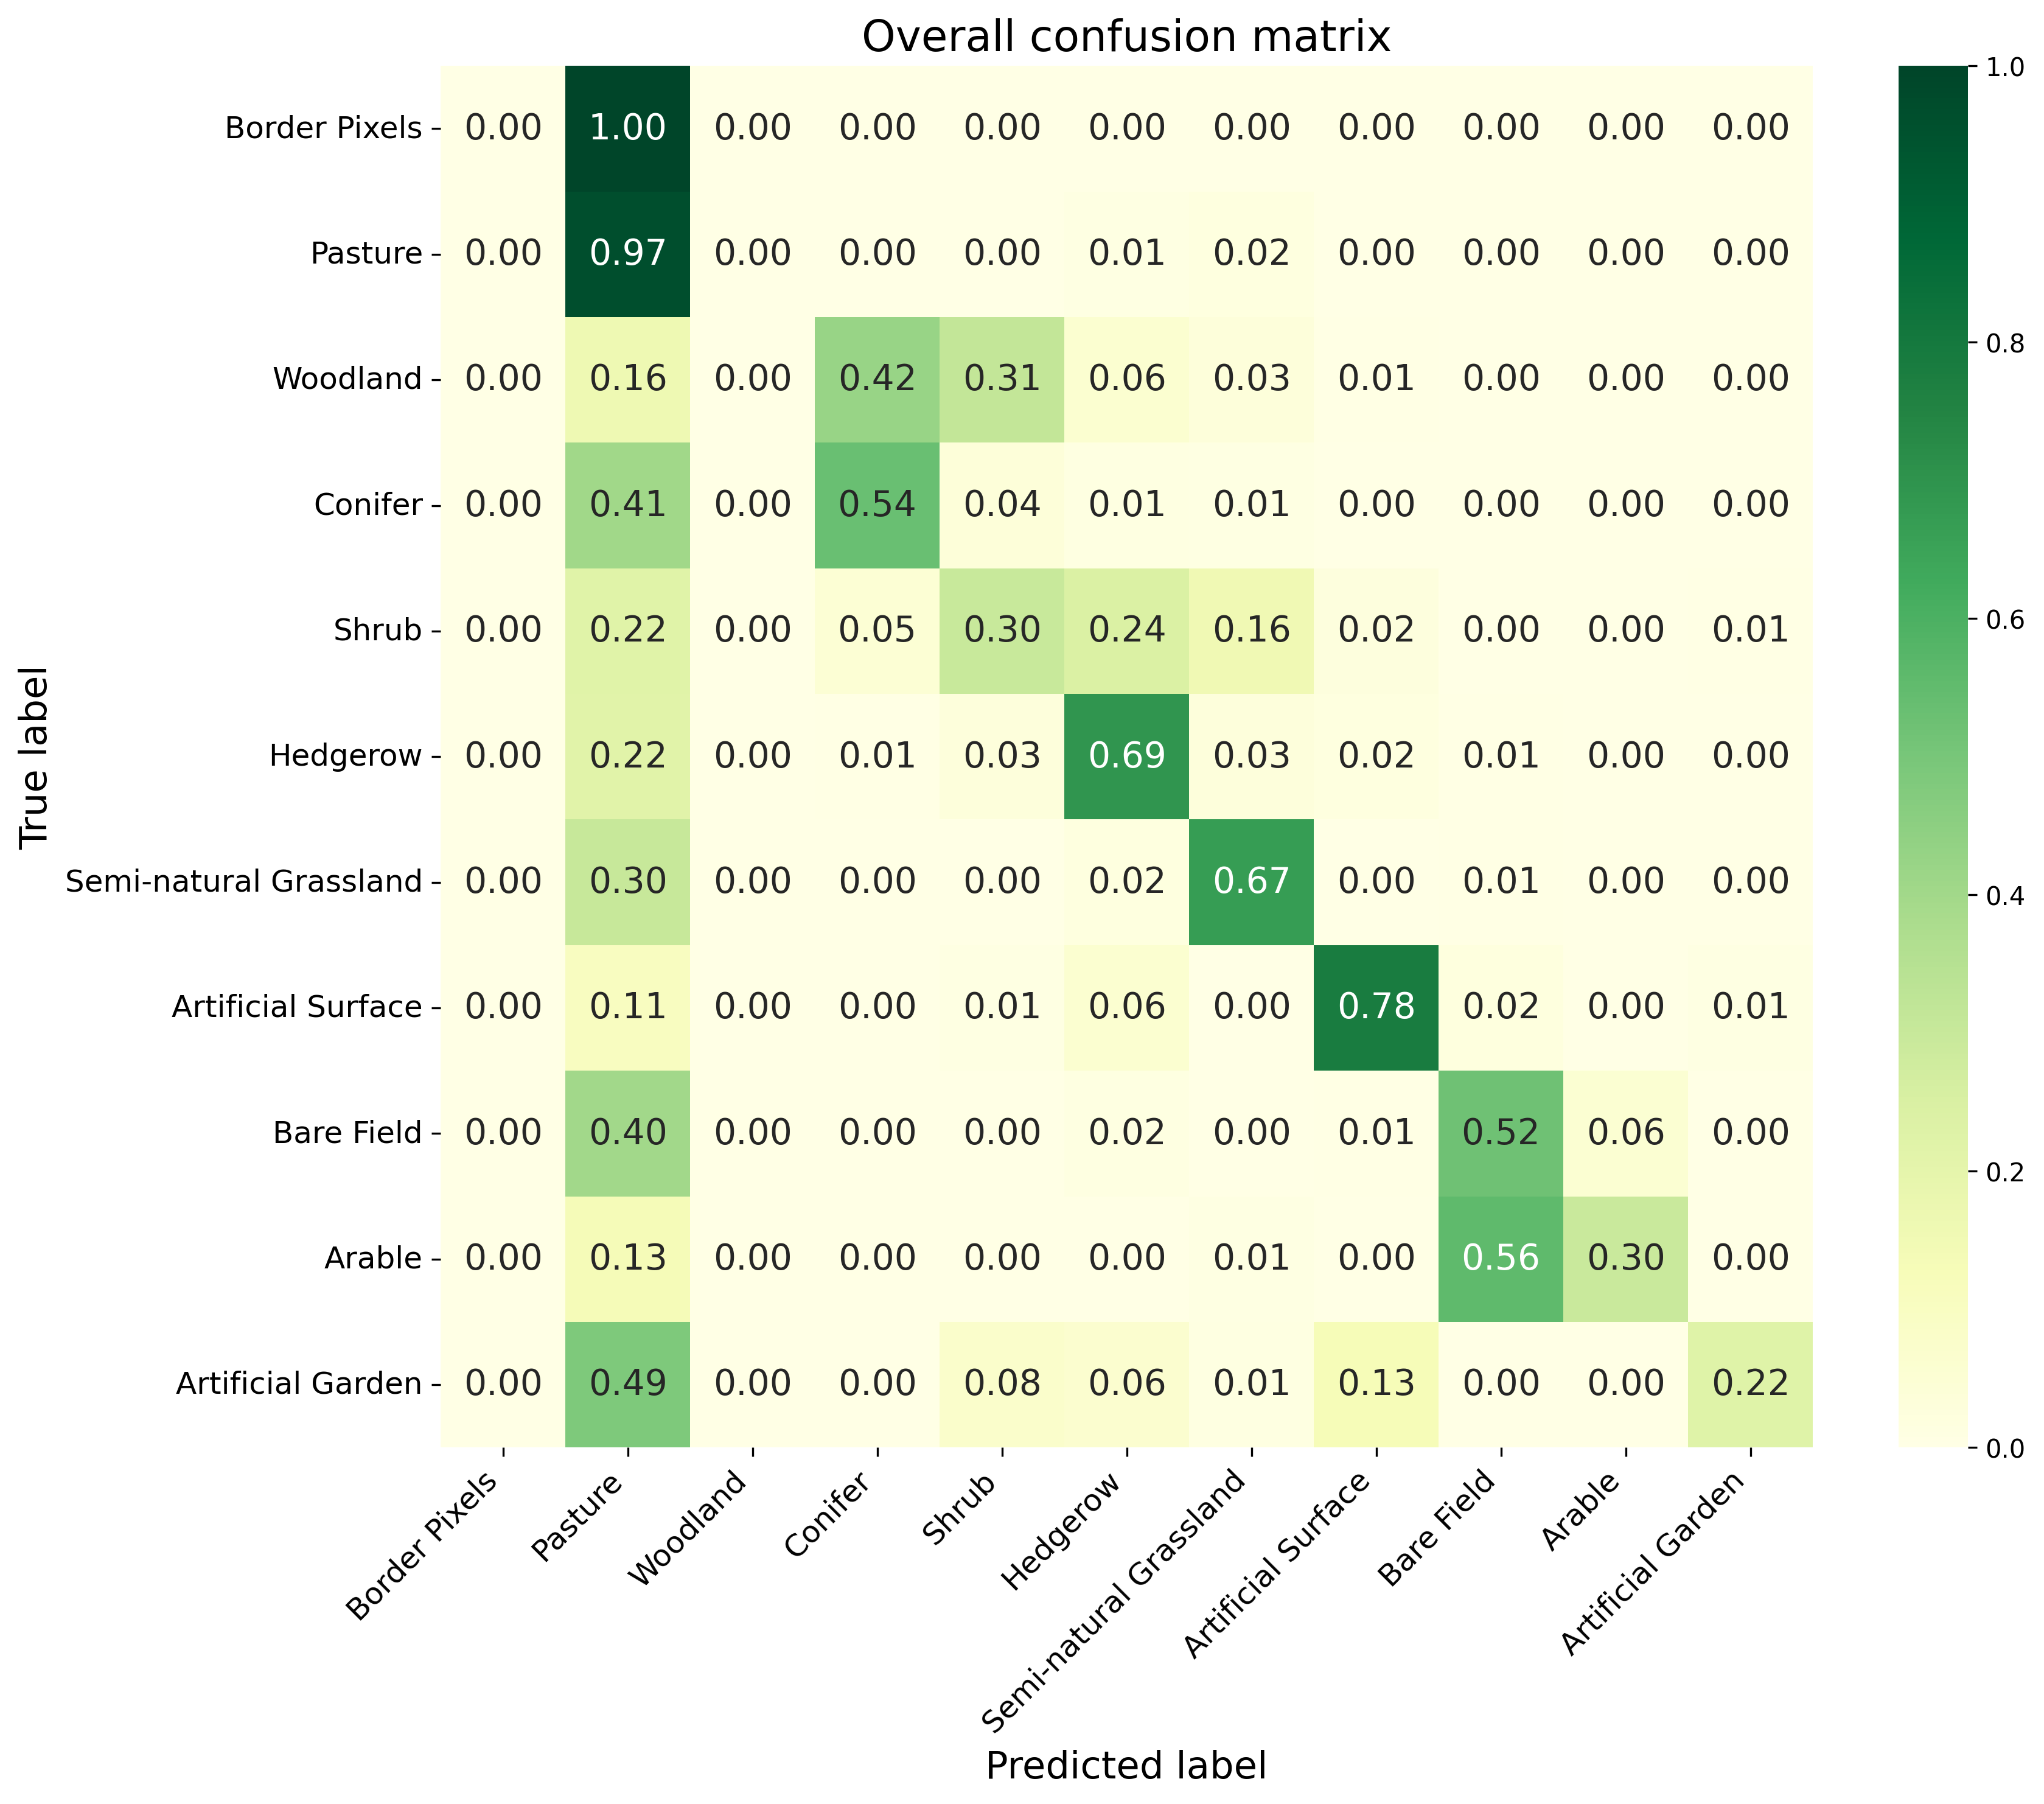 Overall confusion matrix
True label
Border Pixels 0.00 1.00 0.00 0.00 0.00 0.00 0.00 0.00 0.00 0.00 0.00
Pasture 0.00 0.97 0.00 0.00 0.00 0.01 0.02 0.00 0.00 0.00 0.00
Woodland 0.00 0.16 0.00 0.42 0.31 0.06 0.03 0.01 0.00 0.00 0.00
Conifer 0.00 0.41 0.00 0.54 0.04 0.01 0.01 0.00 0.00 0.00 0.00
Shrub 0.00 0.22 0.00 0.05 0.30 0.24 0.16 0.02 0.00 0.00 0.01
Hedgerow 0.00 0.22 0.00 0.01 0.03 0.69 0.03 0.02 0.01 0.00 0.00
Semi-natural Grassland 0.00 0.30 0.00 0.00 0.00 0.02 0.67 0.00 0.01 0.00 0.00
Artificial Surface 0.00 0.11 0.00 0.00 0.01 0.06 0.00 0.78 0.02 0.00 0.01
Bare Field 0.00 0.40 0.00 0.00 0.00 0.02 0.00 0.01 0.52 0.06 0.00
Arable 0.00 0.13 0.00 0.00 0.00 0.00 0.01 0.00 0.56 0.30 0.00
Artificial Garden 0.00 0.49 0.00 0.00 0.08 0.06 0.01 0.13 0.00 0.00 0.22
Border Pixels
Pasture
Woodland
Conifer
Shrub
Hedgerow
Semi-natural Grassland
Artificial Surface
Bare Field
Arable
Artificial Garden
Predicted label
1.0
0.8
0.6
0.4
0.2
0.0